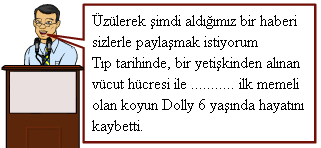 Üzülerek şimdi aldığımız bir haberi
sizlerle paylaşmak istiyorum
Tıp tarihinde, bir yetişkinden alınan
vücut hücresi ile ........... ilk memeli
olan koyun Dolly 6 yaşında hayatını
kaybetti.